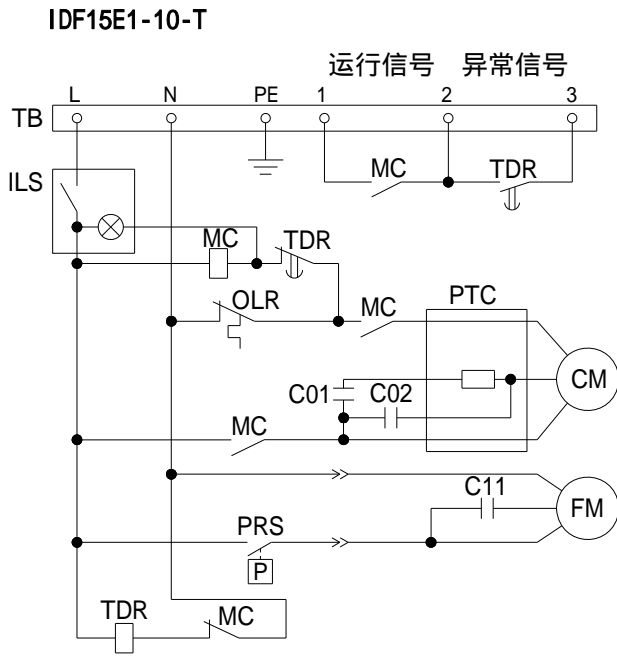 IDF15E1-10-T
运行信号 异常信号
L N PE 1 2 3
TB
ILS
MC TDR
MC TDR
OLR MC PTC
C01 C02 CM
MC
C11
FM
PRS
P
TDR MC